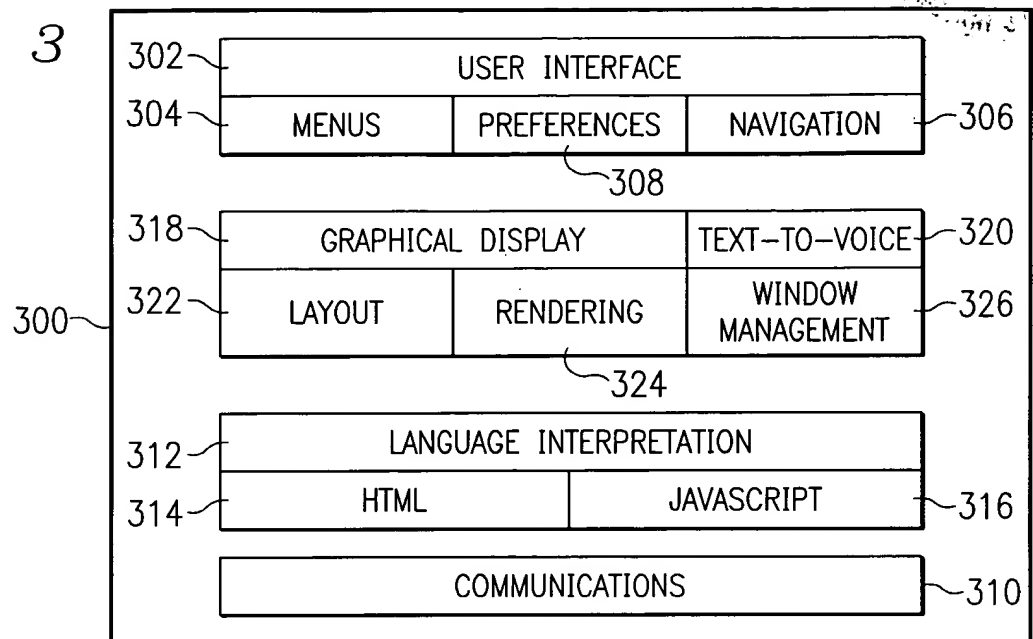 3
302
USER INTERFACE
304
MENUS
PREFERENCES
NAVIGATION
306
308
318
GRAPHICAL DISPLAY
TEXT-TO-VOICE
320
300
322
LAYOUT
RENDERING
WINDOW
MANAGEMENT
326
324
312
LANGUAGE INTERPRETATION
314
HTML
JAVASCRIPT
316
COMMUNICATIONS
310